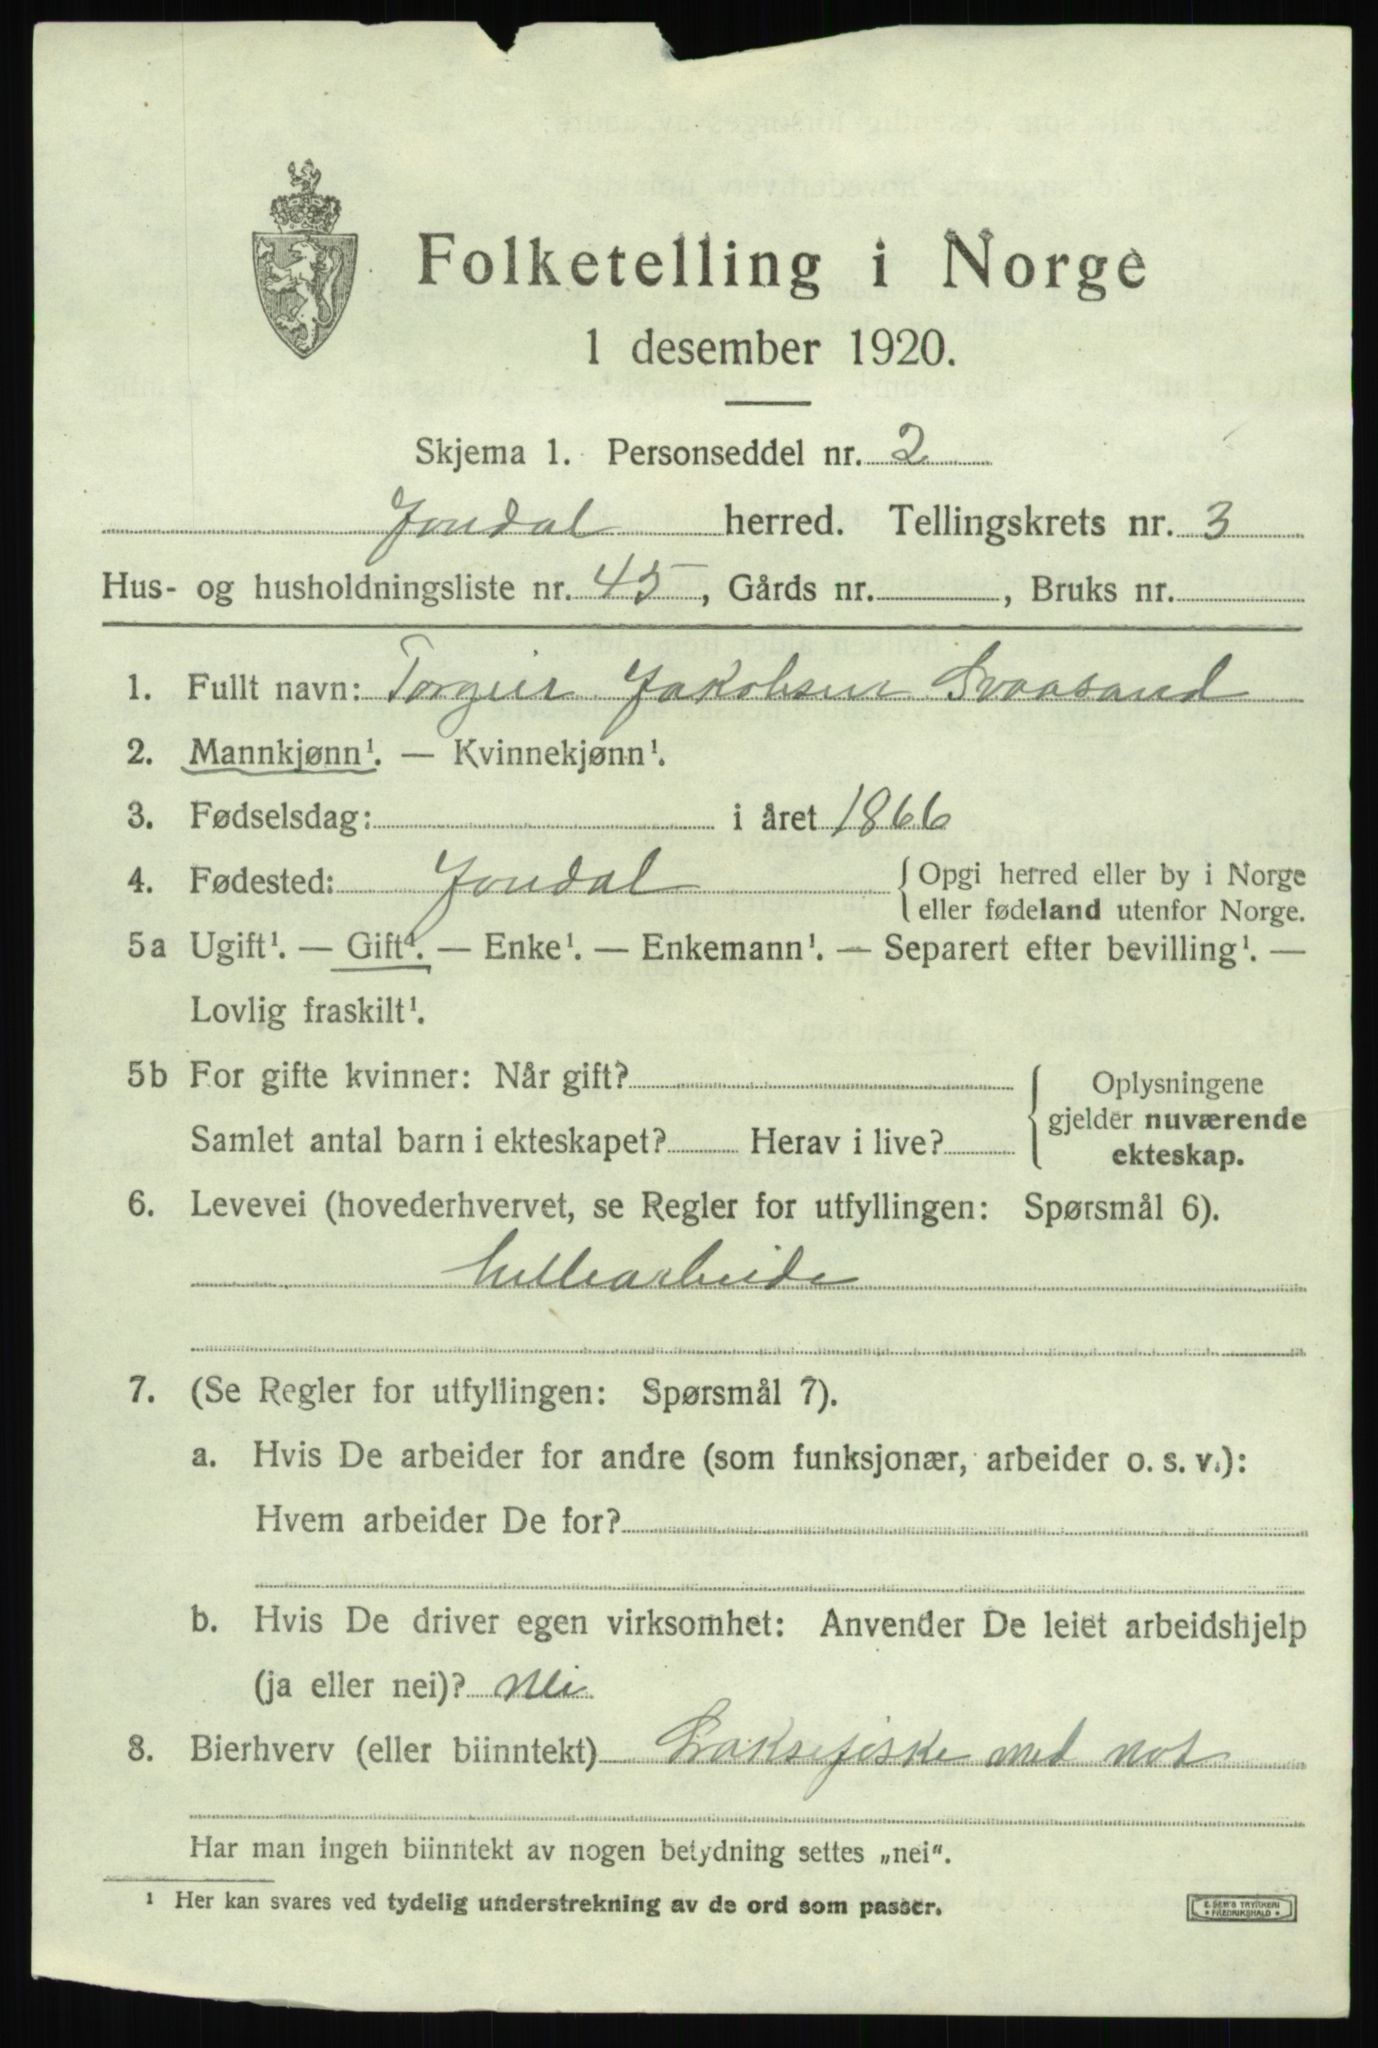 Folketelling i Norge
1 desember 1920.
Skjema 1. Personseddel nr. 2
Jondal herred. Tellingskrets nr. 3
Hus- og husholdningsliste nr. 45, Gårds nr. , Bruks nr.
1. Fullt navn: Torgeir Jakobsen Svaasand
2. Mannkjønn¹. — Kvinnekjønn¹.
3. Fødselsdag: i året 1866
4. Fødested: Jondal { Opgi herred eller by i Norge
eller fødeland utenfor Norge.
5a Ugift¹. — Gift¹. — Enke¹. — Enkemann¹. — Separert efter bevilling¹. —
Lovlig fraskilt¹.
5b For gifte kvinner: Når gift? { Oplysningene
gjelder nuværende
Samlet antal barn i ekteskapet? Herav i live?
ekteskap.
6. Levevei (hovederhvervet, se Regler for utfyllingen: Spørsmål 6).
7. (Se Regler for utfyllingen: Spørsmål 7).
a. Hvis De arbeider for andre (som funksjonær, arbeider o. s. v.):
Hvem arbeider De for?
b. Hvis De driver egen virksomhet: Anvender De leiet arbeidshjelp
(ja eller nei)? Nei
8. Bierhverv (eller biinntekt) Laksefiske med not
Har man ingen biinntekt av nogen betydning settes „nei".
¹ Her kan svares ved tydelig understrekning av de ord som passer.
E. SEM'S TRYKKERI
* FREDRIKSHALD *